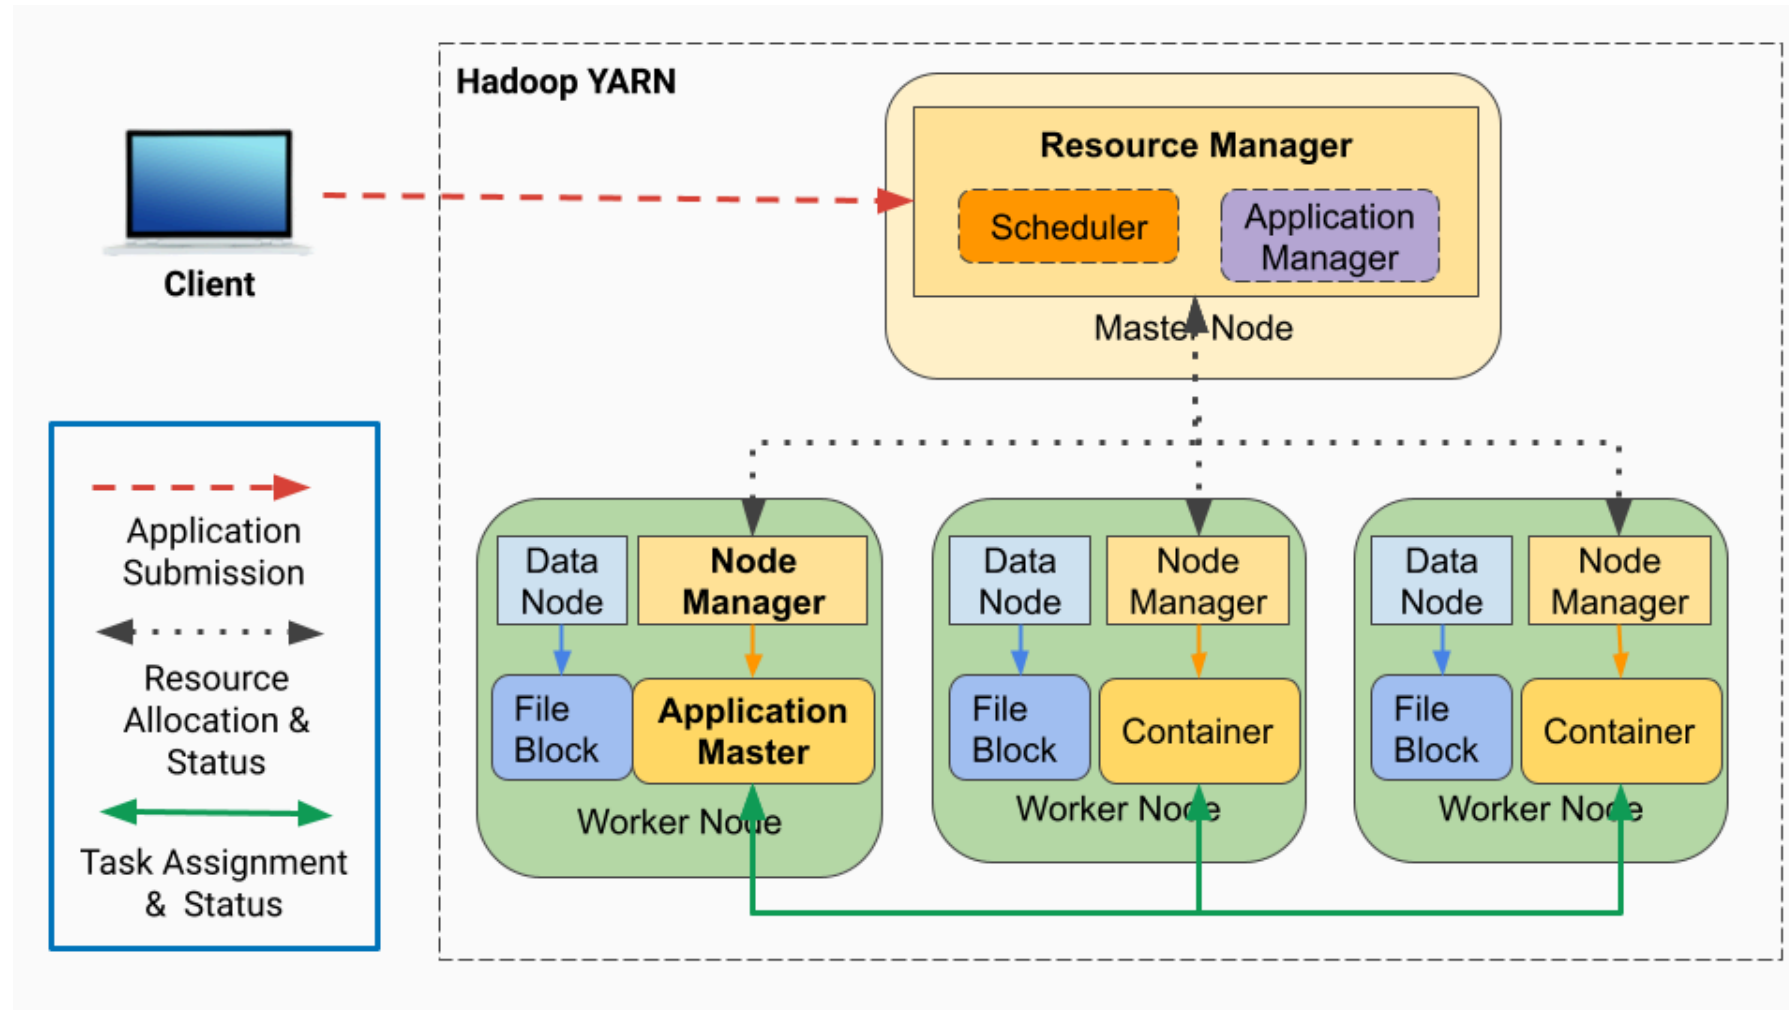 Hadoop YARN
Resource Manager
Scheduler
Application
Manager
Master Node
Client
Application
Submission
Resource
Allocation &
Status
Task Assignment
& Status
Data
Node
Node
Manager
File
Block
Application
Master
Worker Node
Data
Node
Node
Manager
File
Block
Container
Worker Node
Data
Node
Node
Manager
File
Block
Container
Worker Node